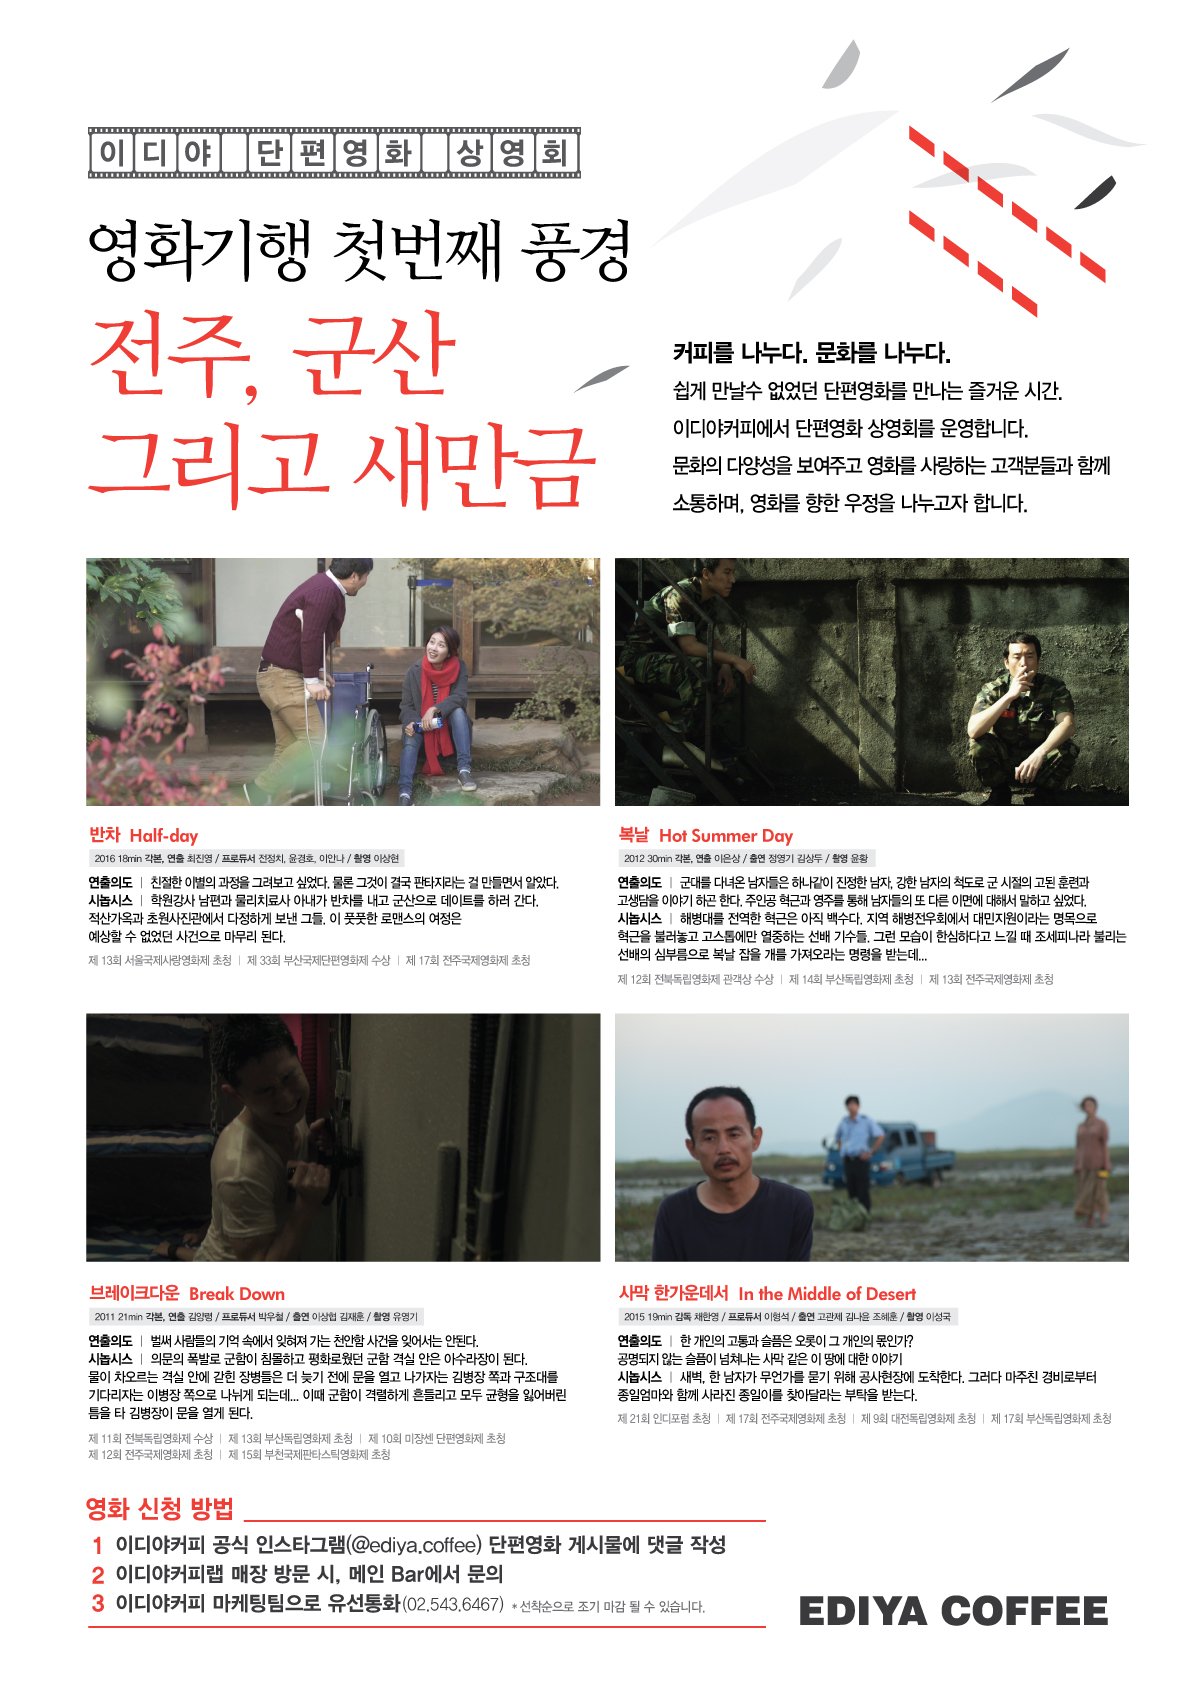 이디야 단편영화 상영회
영화기행 첫번째 풍경
전주, 군산
그리고 새만금
커피를 나누다. 문화를 나누다.
쉽게 만날수 없었던 단편영화를 만나는 즐거운 시간.
이디야커피에서 단편영화 상영회를 운영합니다.
문화의 다양성을 보여주고 영화를 사랑하는 고객분들과 함께
소통하며, 영화를 향한 우정을 나누고자 합니다.
반차 Half-day
2016 18min 각본, 연출 최진영 / 프로듀서 전정치, 윤경호, 이안나 / 촬영 이상현
연출의도 | 친절한 이별의 과정을 그려보고 싶었다. 물론 그것이 결국 판타지라는 걸 만들면서 알았다.
시놉시스 | 학원강사 남편과 물리치료사 아내가 반차를 내고 군산으로 데이트를 하러 간다.
적산가옥과 초원사진관에서 다정하게 보낸 그들. 이 풋풋한 로맨스의 여정은
예상할 수 없었던 사건으로 마무리 된다.
제 13회 서울국제사랑영화제 초청 | 제 33회 부산국제단편영화제 수상 | 제 17회 전주국제영화제 초청
복날 Hot Summer Day
2012 30min 각본, 연출 이은상 / 출연 정영기 김상두 / 촬영 윤황
연출의도 | 군대를 다녀온 남자들은 하나같이 진정한 남자, 강한 남자의 척도로 군 시절의 고된 훈련과
고생담을 이야기 하곤 한다. 주인공 혁근과 영주를 통해 남자들의 또 다른 이면에 대해서 말하고 싶었다.
시놉시스 | 해병대를 전역한 혁근은 아직 백수다. 지역 해병전우회에서 대민지원이라는 명목으로
혁근을 불러놓고 고스톱에만 열중하는 선배 기수들. 그런 모습이 한심하다고 느낄 때 조세피나라 불리는
선배의 심부름으로 복날 잡을 개를 가져오라는 명령을 받는데...
제 12회 전북독립영화제 관객상 수상 | 제 14회 부산독립영화제 초청 | 제 13회 전주국제영화제 초청
브레이크다운 Break Down
2011 21min 각본, 연출 김앙령 / 프로듀서 박우철 / 출연 이상협 김재훈 / 촬영 유영기
연출의도 | 벌써 사람들의 기억 속에서 잊혀져 가는 천안함 사건을 잊어서는 안된다.
시놉시스 | 의문의 폭발로 군함이 침몰하고 평화로웠던 군함 격실 안은 아수라장이 된다.
물이 차오르는 격실 안에 갇힌 장병들은 더 늦기 전에 문을 열고 나가자는 김병장 쪽과 구조대를
기다리자는 이병장 쪽으로 나뉘게 되는데... 이때 군함이 격렬하게 흔들리고 모두 균형을 잃어버린
틈을 타 김병장이 문을 열게 된다.
제 11회 전북독립영화제 수상 | 제 13회 부산독립영화제 초청 | 제 10회 미쟝센 단편영화제 초청
제 12회 전주국제영화제 초청 | 제 15회 부천국제판타스틱영화제 초청
사막 한가운데서 In the Middle of Desert
2015 19min 감독 채한영 / 프로듀서 이형석 / 출연 고관제 김나윤 조혜훈 / 촬영 이성국
연출의도 | 한 개인의 고통과 슬픔은 오롯이 그 개인의 몫인가?
공명되지 않는 슬픔이 넘쳐나는 사막 같은 이 땅에 대한 이야기
시놉시스 | 새벽, 한 남자가 무언가를 묻기 위해 공사현장에 도착한다. 그러다 마주친 경비로부터
종일엄마와 함께 사라진 종일이를 찾아달라는 부탁을 받는다.
제 21회 인디포럼 초청 | 제 17회 전주국제영화제 초청 | 제 9회 대전독립영화제 초청 | 제 17회 부산독립영화제 초청
영화 신청 방법
1 이디야커피 공식 인스타그램(@ediya.coffee) 단편영화 게시물에 댓글 작성
2 이디야커피랩 매장 방문 시, 메인 Bar에서 문의
3 이디야커피 마케팅팀으로 유선통화(02.543.6467) * 선착순으로 조기 마감 될 수 있습니다.
EDIYA COFFEE